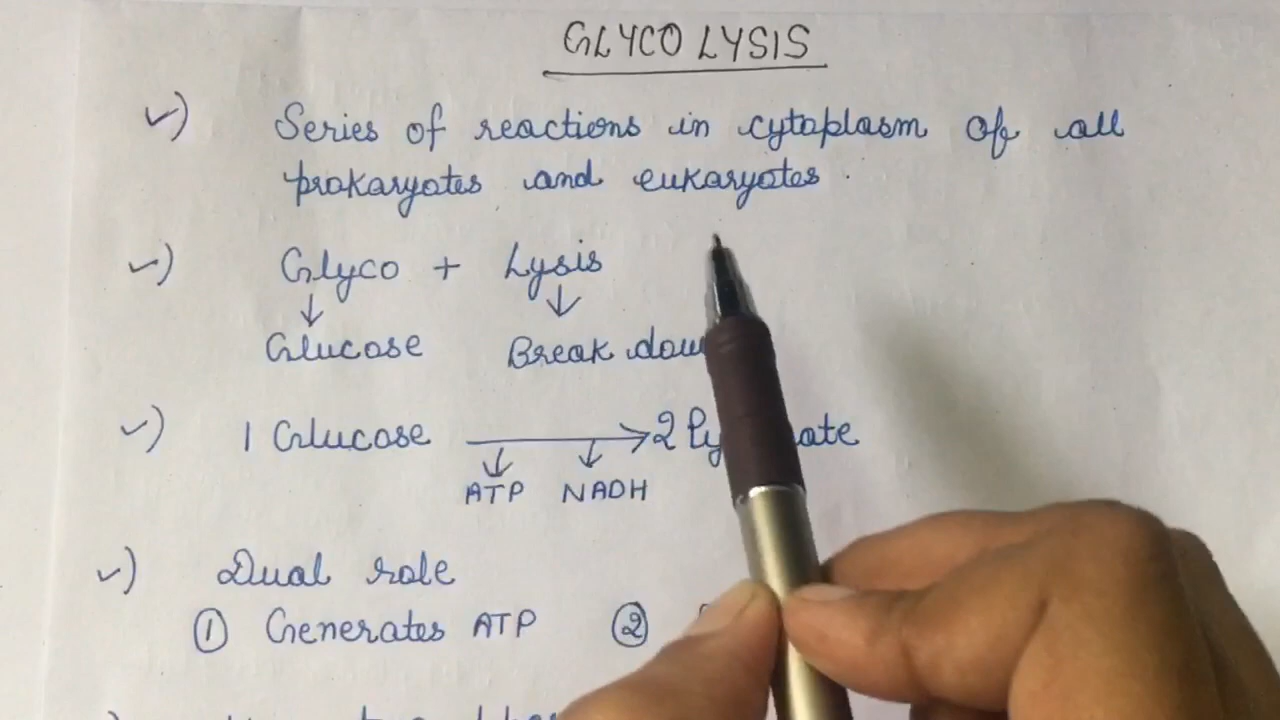 GLYCOLYSIS
Series of reactions in cytoplasm of all
prokaryotes and eukaryotes.
Glyco + Lysis
↓ ↓
Glucose Break
1 Glucose → 2
↓ ↓
ATP NADH
Dual role
① Generates ATP ②